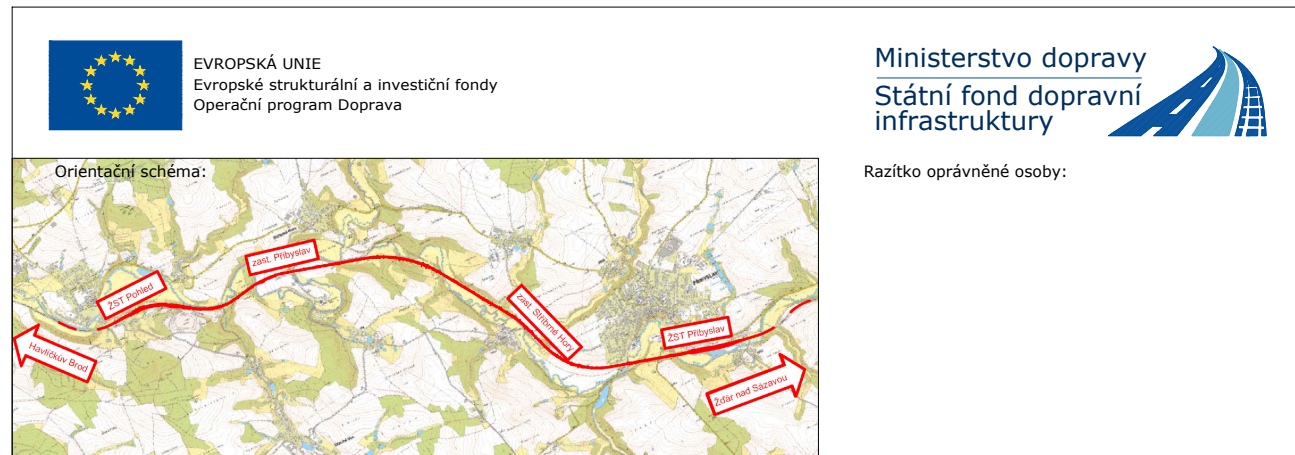 EVROPSKÁ UNIE
Evropské strukturální a investiční fondy
Operační program Doprava
Ministerstvo dopravy
Státní fond dopravní
infrastruktury
Orientační schéma:
Razítko oprávněné osoby:
zast. Přibyslav
ŽST Pohled
Havlíčkův Brod
zast. Stříbrné Hory
PŘIBYSLAV
ŽST Přibyslav
Žďár nad Sázavou